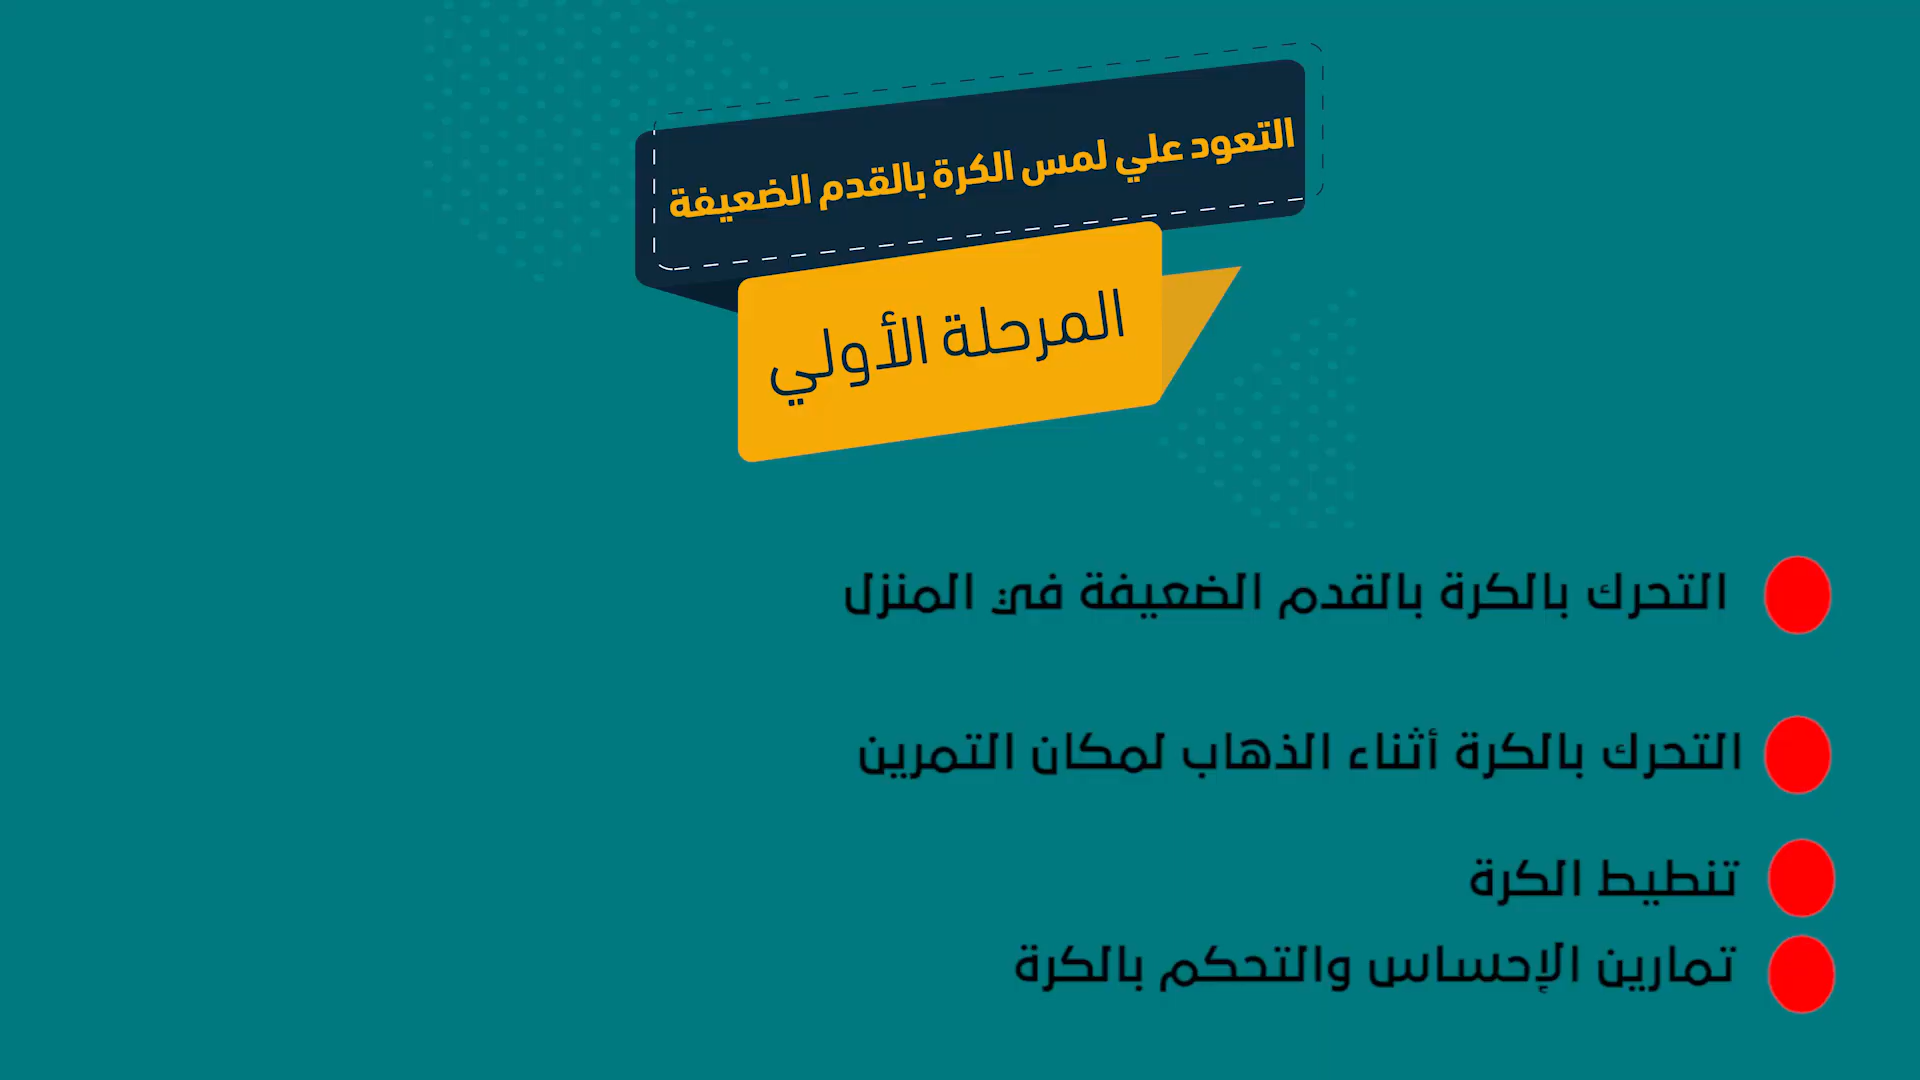 التعود علي لمس الكرة بالقدم الضعيفة
المرحلة الأولي
التحرك بالكرة بالقدم الضعيفة في المنزل
التحرك بالكرة أثناء الذهاب لمكان التمرين
تنطيط الكرة
تمارين الإحساس والتحكم بالكرة